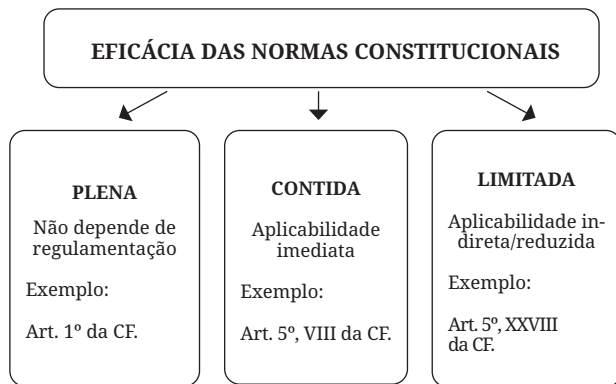 EFICÁCIA DAS NORMAS CONSTITUCIONAIS
PLENA
Não depende de
regulamentação
Exemplo:
Art. 1º da CF.
CONTIDA
Aplicabilidade
imediata
Exemplo:
Art. 5º, VIII da CF.
LIMITADA
Aplicabilidade in-
direta/reduzida
Exemplo:
Art. 5º, XXVIII
da CF.